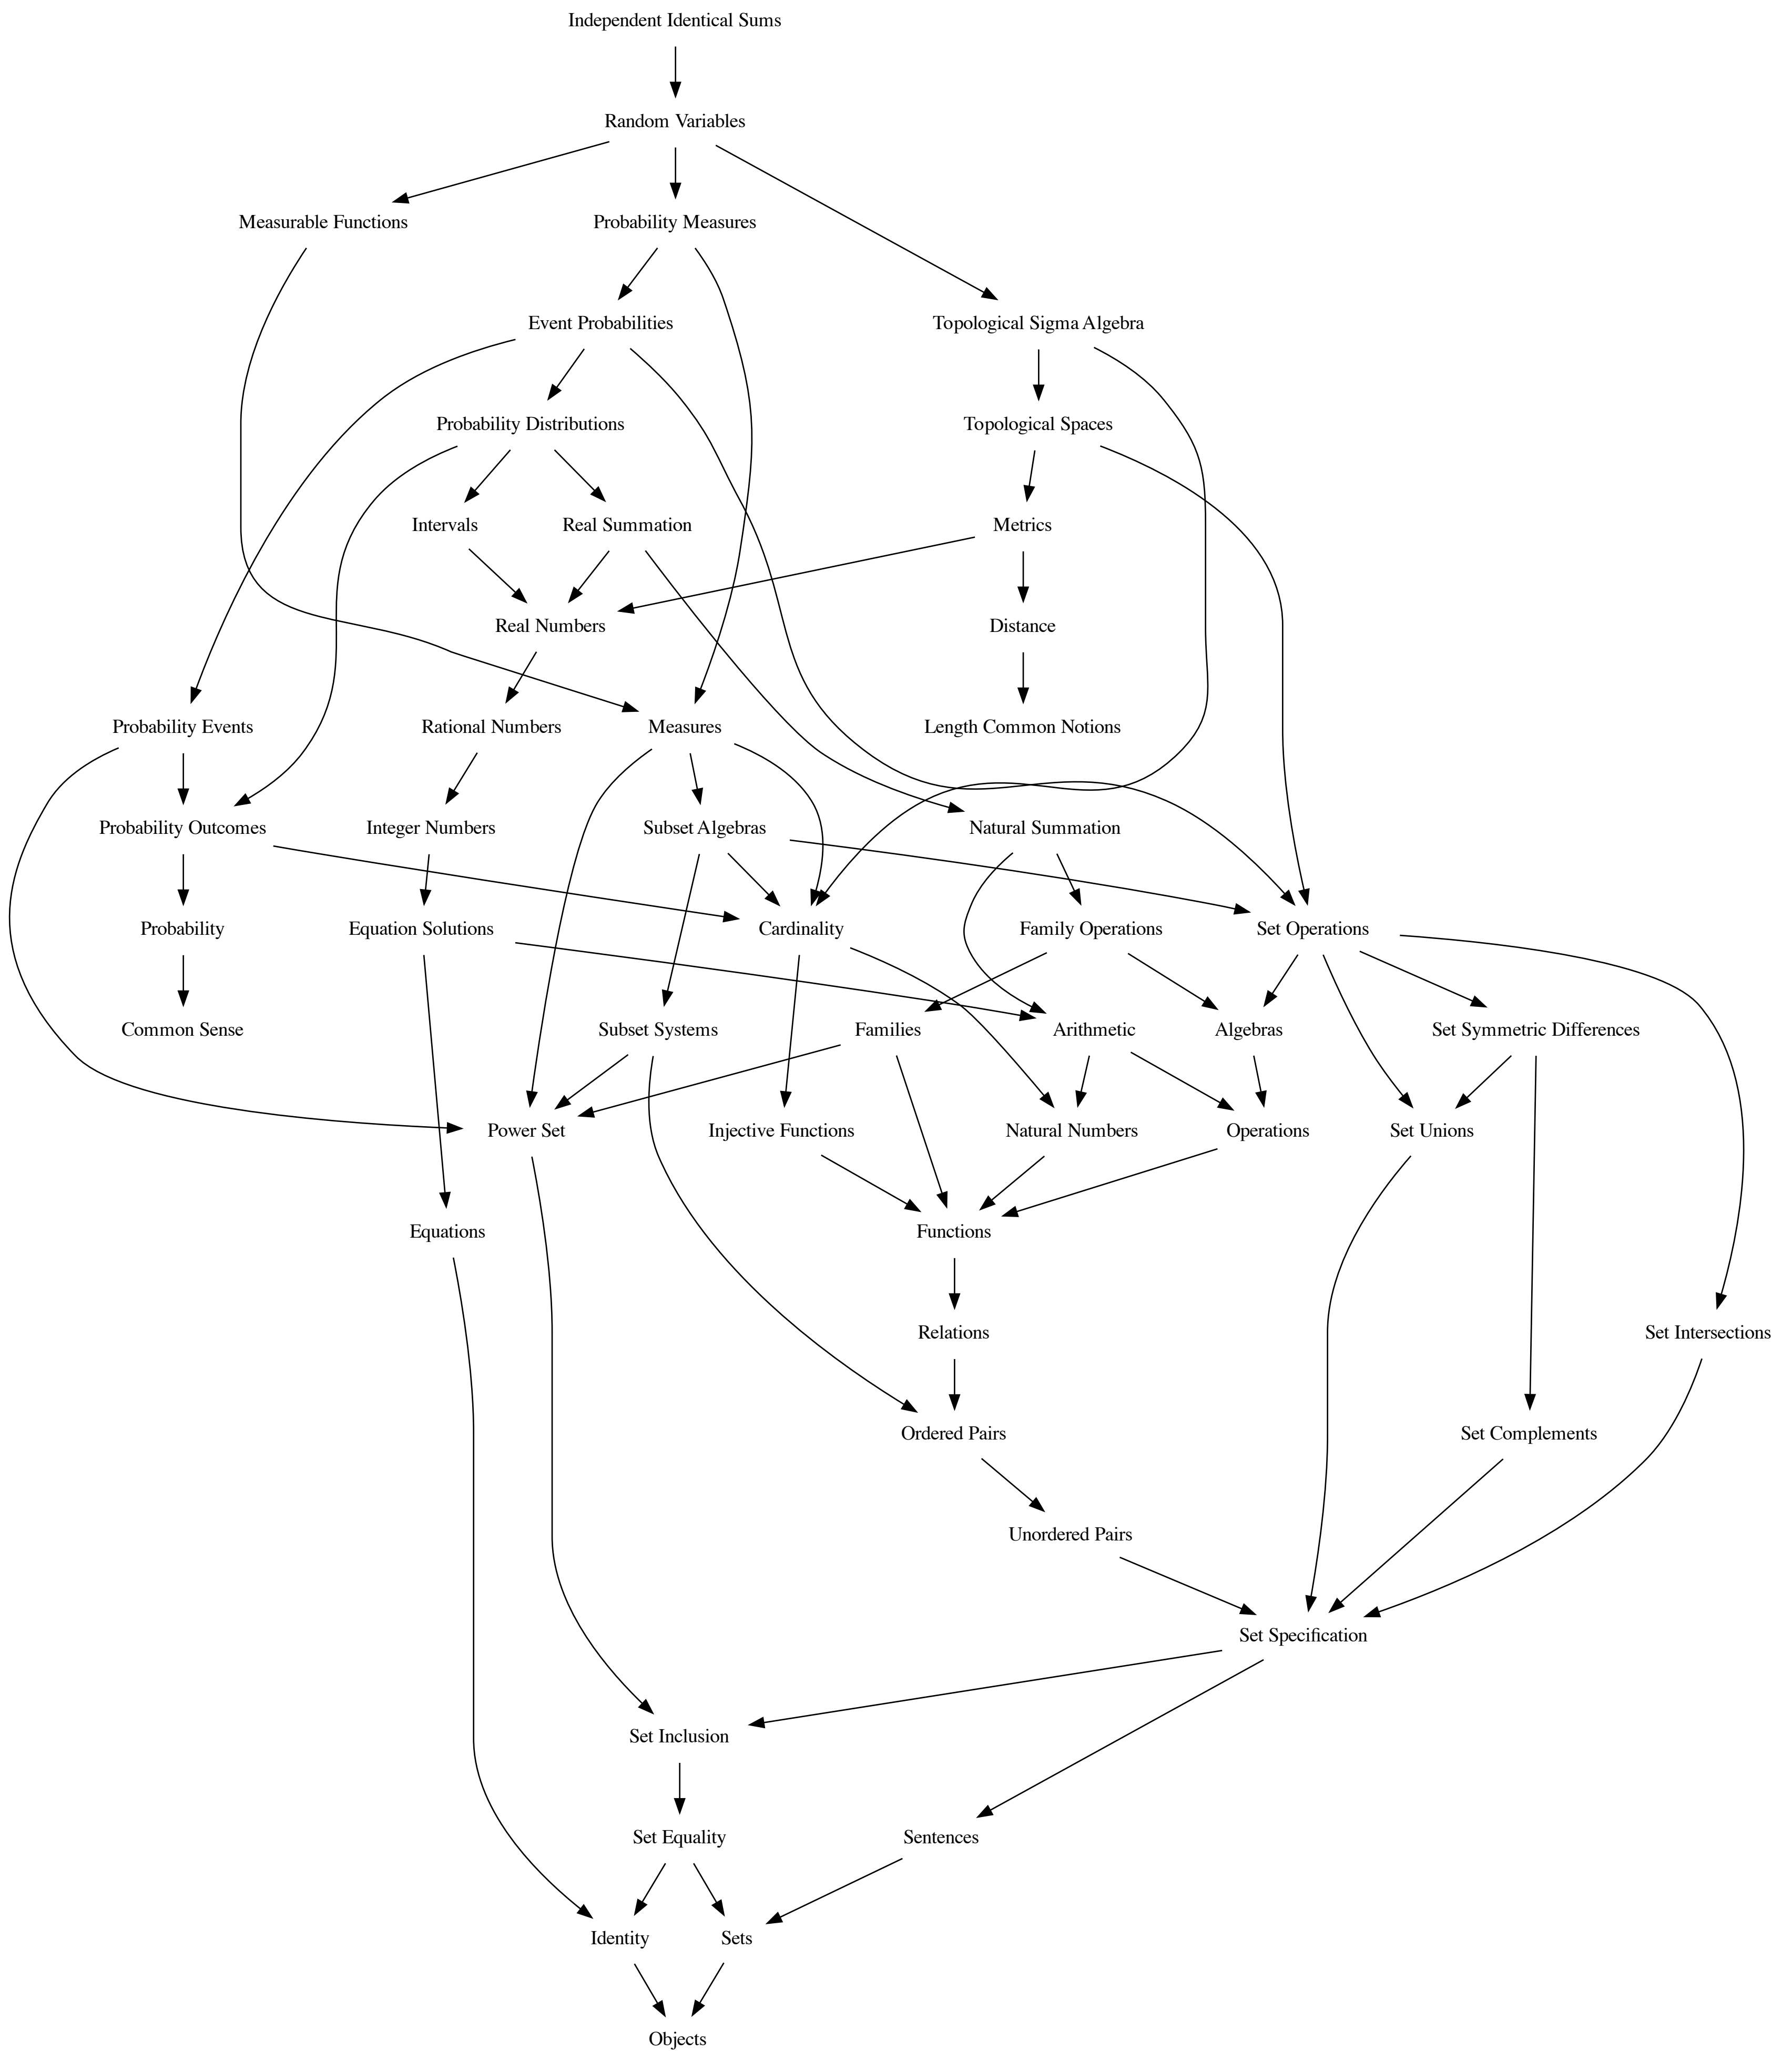 Independent Identical Sums
Random Variables
Measurable Functions
Probability Measures
Event Probabilities
Topological Sigma Algebra
Probability Distributions
Topological Spaces
Intervals
Real Summation
Metrics
Real Numbers
Distance
Probability Events
Rational Numbers
Measures
Length Common Notions
Probability Outcomes
Integer Numbers
Subset Algebras
Natural Summation
Probability
Equation Solutions
Cardinality
Family Operations
Set Operations
Common Sense
Subset Systems
Families
Arithmetic
Algebras
Set Symmetric Differences
Power Set
Injective Functions
Natural Numbers
Operations
Set Unions
Equations
Functions
Relations
Set Intersections
Ordered Pairs
Set Complements
Unordered Pairs
Set Specification
Set Inclusion
Set Equality
Sentences
Identity
Sets
Objects